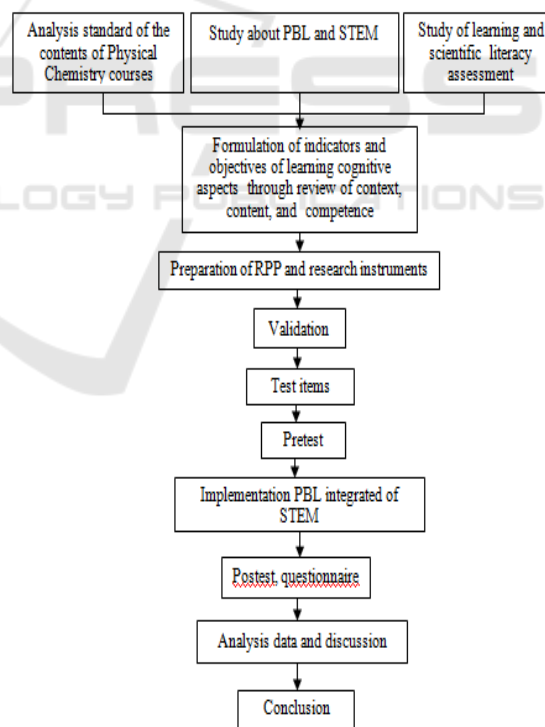 Analysis standard of the
contents of Physical
Chemistry courses
Study about PBL and STEM
Study of learning and
scientific literacy
assessment
Formulation of indicators and
objectives of learning cognitive
aspects through review of context,
content, and competence
Preparation of RPP and research instruments
Validation
Test items
Pretest
Implementation PBL integrated of
STEM
Postest, questionnaire
Analysis data and discussion
Conclusion
PRESS
OLOGY PUBLICATIONS